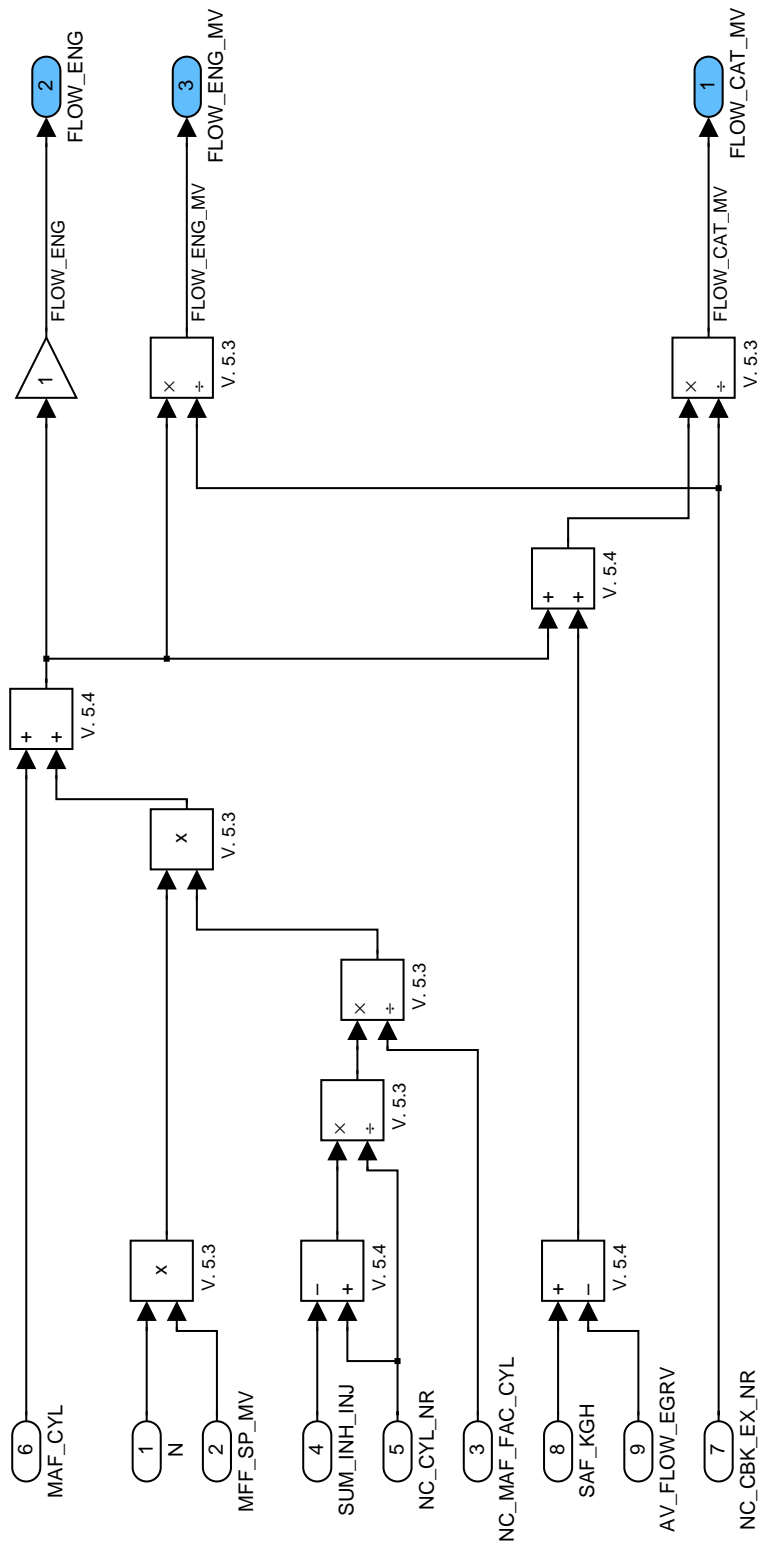 6
MAF_CYL
1
N
2
MFF_SP_MV
4
SUM_INH_INJ
5
NC_CYL_NR
3
NC_MAF_FAC_CYL
8
SAF_KGH
9
AV_FLOW_EGRV
7
NC_CBK_EX_NR
x
V. 5.3
−
+
V. 5.4
+
−
V. 5.4
×
÷
V. 5.3
×
÷
V. 5.3
x
V. 5.3
+
+
V. 5.4
+
+
V. 5.4
1
FLOW_ENG
×
÷
V. 5.3
FLOW_ENG_MV
×
÷
V. 5.3
FLOW_CAT_MV
2
FLOW_ENG
3
FLOW_ENG_MV
1
FLOW_CAT_MV